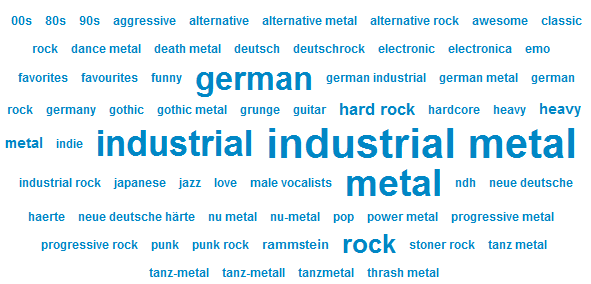 00s 80s 90s aggressive alternative alternative metal alternative rock awesome classic
rock dance metal death metal deutsch deutschrock electronic electronica emo
favorites favourites funny german german industrial german metal german
rock germany gothic gothic metal grunge guitar hard rock hardcore heavy heavy
metal indie industrial industrial metal
industrial rock japanese jazz love male vocalists metal ndh neue deutsche
haerte neue deutsche härte nu metal nu-metal pop power metal progressive metal
progressive rock punk punk rock rammstein rock stoner rock tanz metal
tanz-metal tanz-metall tanzmetal thrash metal